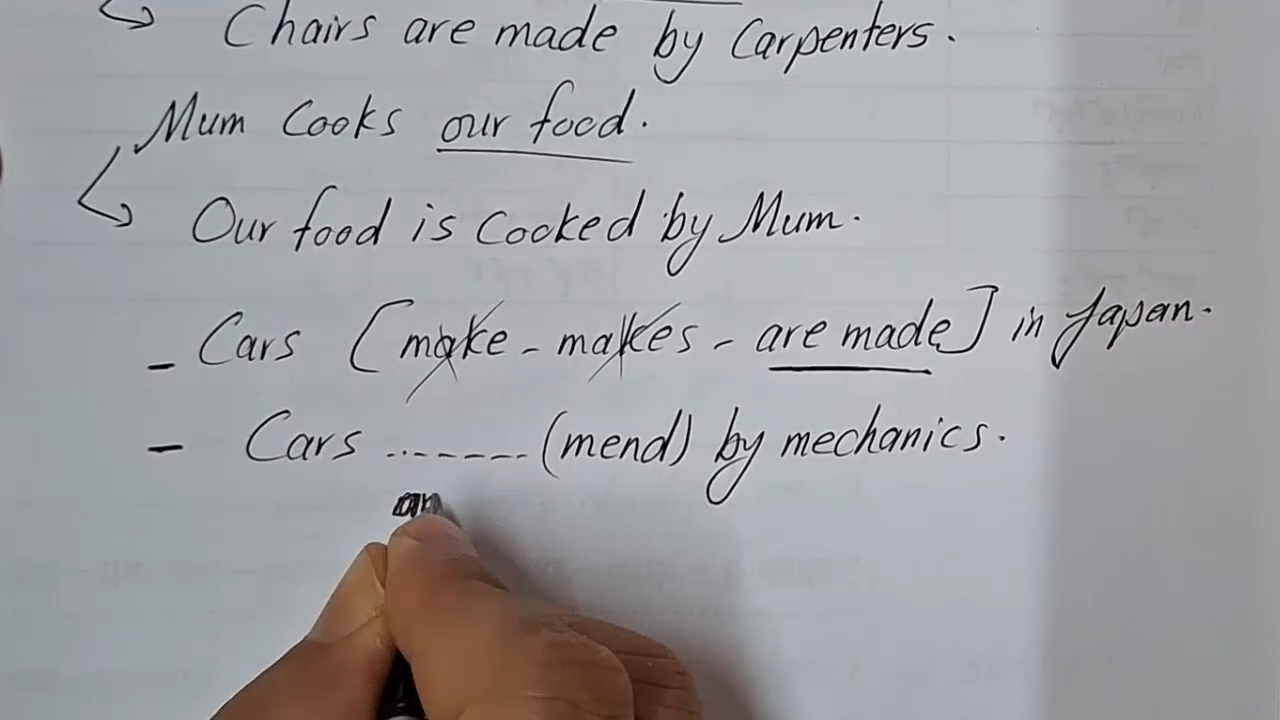 Chairs are made by Carpenters.
Mum Cooks our food.
Our food is Cooked by Mum.
- Cars [make - makes - are made] in Japan.
- Cars ........ (mend) by mechanics.